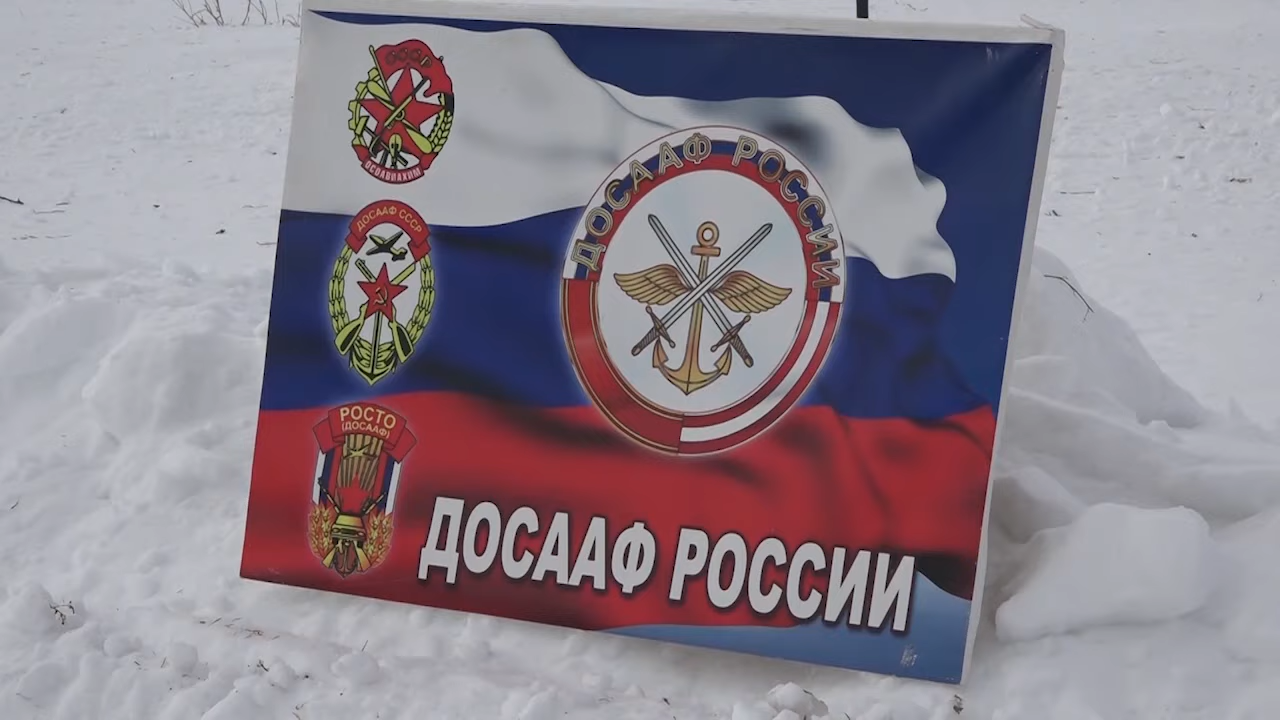 СССР
ОСОАВИАХИМ
ДОСААФ СССР
РОСТО
(ДОСААФ)
ДОСААФ РОССИИ
ДОСААФ РОССИИ